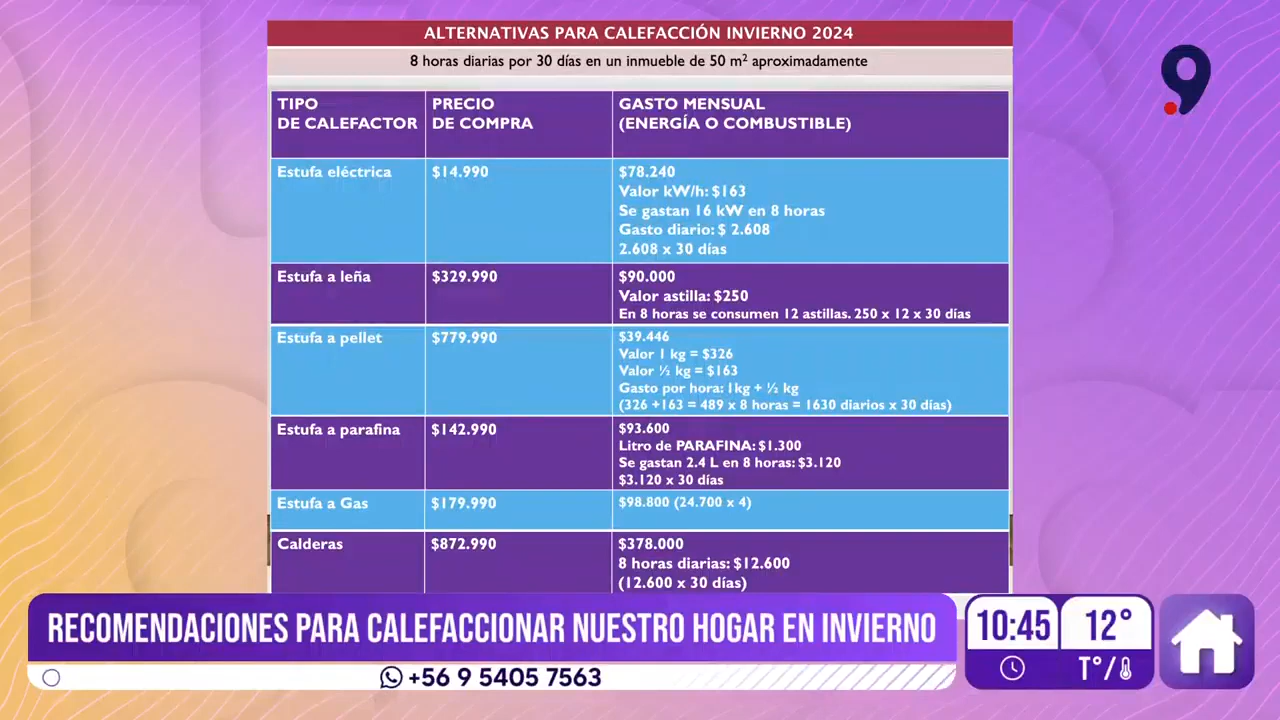 ALTERNATIVAS PARA CALEFACCIÓN INVIERNO 2024
8 horas diarias por 30 días en un inmueble de 50 m² aproximadamente
TIPO
DE CALEFACTOR
PRECIO
DE COMPRA
GASTO MENSUAL
(ENERGÍA O COMBUSTIBLE)
Estufa eléctrica
$14.990
$78.240
Valor kW/h: $163
Se gastan 16 kW en 8 horas
Gasto diario: $ 2.608
2.608 x 30 días
Estufa a leña
$329.990
$90.000
Valor astilla: $250
En 8 horas se consumen 12 astillas. 250 x 12 x 30 días
Estufa a pellet
$779.990
$39.446
Valor 1 kg = $326
Valor ½ kg = $163
Gasto por hora: 1kg + ½ kg
(326 +163 = 489 x 8 horas = 1630 diarios x 30 días)
Estufa a parafina
$142.990
$93.600
Litro de PARAFINA: $1.300
Se gastan 2.4 L en 8 horas: $3.120
$3.120 x 30 días
Estufa a Gas
$179.990
$98.800 (24.700 x 4)
Calderas
$872.990
$378.000
8 horas diarias: $12.600
(12.600 x 30 días)
9
RECOMENDACIONES PARA CALEFACCIONAR NUESTRO HOGAR EN INVIERNO
+56 9 5405 7563
10:45
12°
T°/